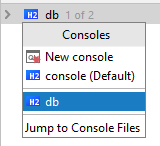 H2 db 1 of 2
Consoles
New console
H2 console (Default)
H2 db
Jump to Console Files